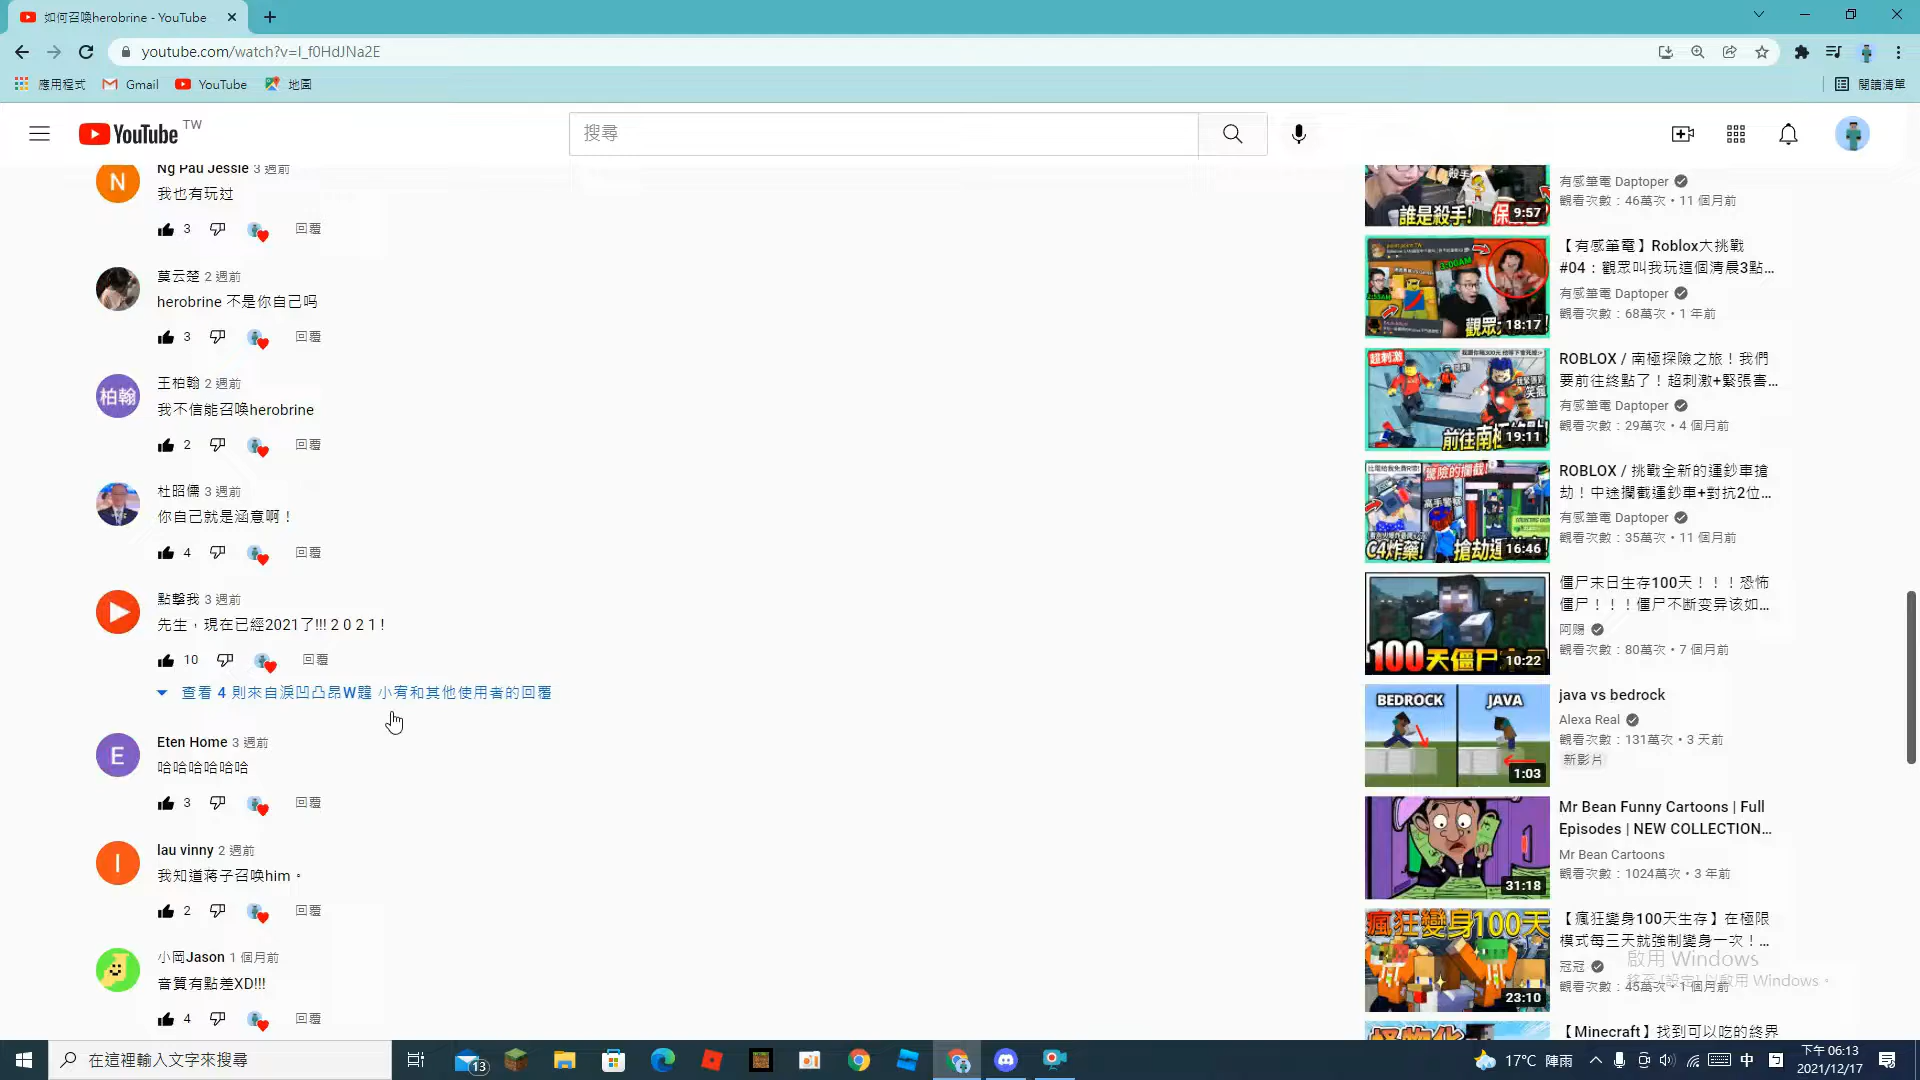 如何召喚herobrine - YouTube
youtube.com/watch?v=I_f0HdJNa2E
應用程式
Gmail
YouTube
地圖
閱讀清單
YouTube TW
搜尋
Ng Pau Jessie 3 週前
我也有玩过
3
回覆
莫云楚 2 週前
herobrine 不是你自己吗
3
回覆
王柏翰 2 週前
柏翰
我不信能召喚herobrine
2
回覆
杜昭儒 3 週前
你自己就是涵意啊！
4
回覆
點擊我 3 週前
先生，現在已經2021了!!! 2 0 2 1 !
10
回覆
Eten Home 3 週前
E
哈哈哈哈哈哈
3
回覆
lau vinny 2 週前
我知道蒋子召唤him。
2
回覆
小岡Jason 1 個月前
音質有點差XD!!!
4
回覆
誰是殺手!
9:57
有感筆電 Daptoper
觀看次數：46萬次・11 個月前
18:17
【有感筆電】Roblox大挑戰
#04：觀眾叫我玩這個清晨3點...
有感筆電 Daptoper
觀看次數：68萬次・1 年前
超刺激
前往南極
19:11
ROBLOX / 南極探險之旅！我們
要前往終點了！超刺激+緊張害...
有感筆電 Daptoper
觀看次數：29萬次・4 個月前
驚險的攔截!
C4炸藥!
16:46
ROBLOX / 挑戰全新的運鈔車搶
劫！中途攔截運鈔車+對抗2位...
有感筆電 Daptoper
觀看次數：35萬次・11 個月前
100天僵尸
10:22
僵尸末日生存100天！！！恐怖
僵尸！！！僵尸不断变异该如...
阿赐
觀看次數：80萬次・7 個月前
BEDROCK
JAVA
1:03
java vs bedrock
Alexa Real
觀看次數：131萬次・3 天前
新影片
31:18
Mr Bean Funny Cartoons | Full
Episodes | NEW COLLECTION...
Mr Bean Cartoons
觀看次數：1024萬次・3 年前
瘋狂變身100天
23:10
【瘋狂變身100天生存】在極限
模式每三天就強制變身一次！...
冠冠
觀看次數：45萬次・1 個月前
【Minecraft】找到可以吃的終界
啟用 Windows
移至 [設定] 以啟用 Windows。
在這裡輸入文字來搜尋
13
17°C 陣雨
中
下午 06:13
2021/12/17